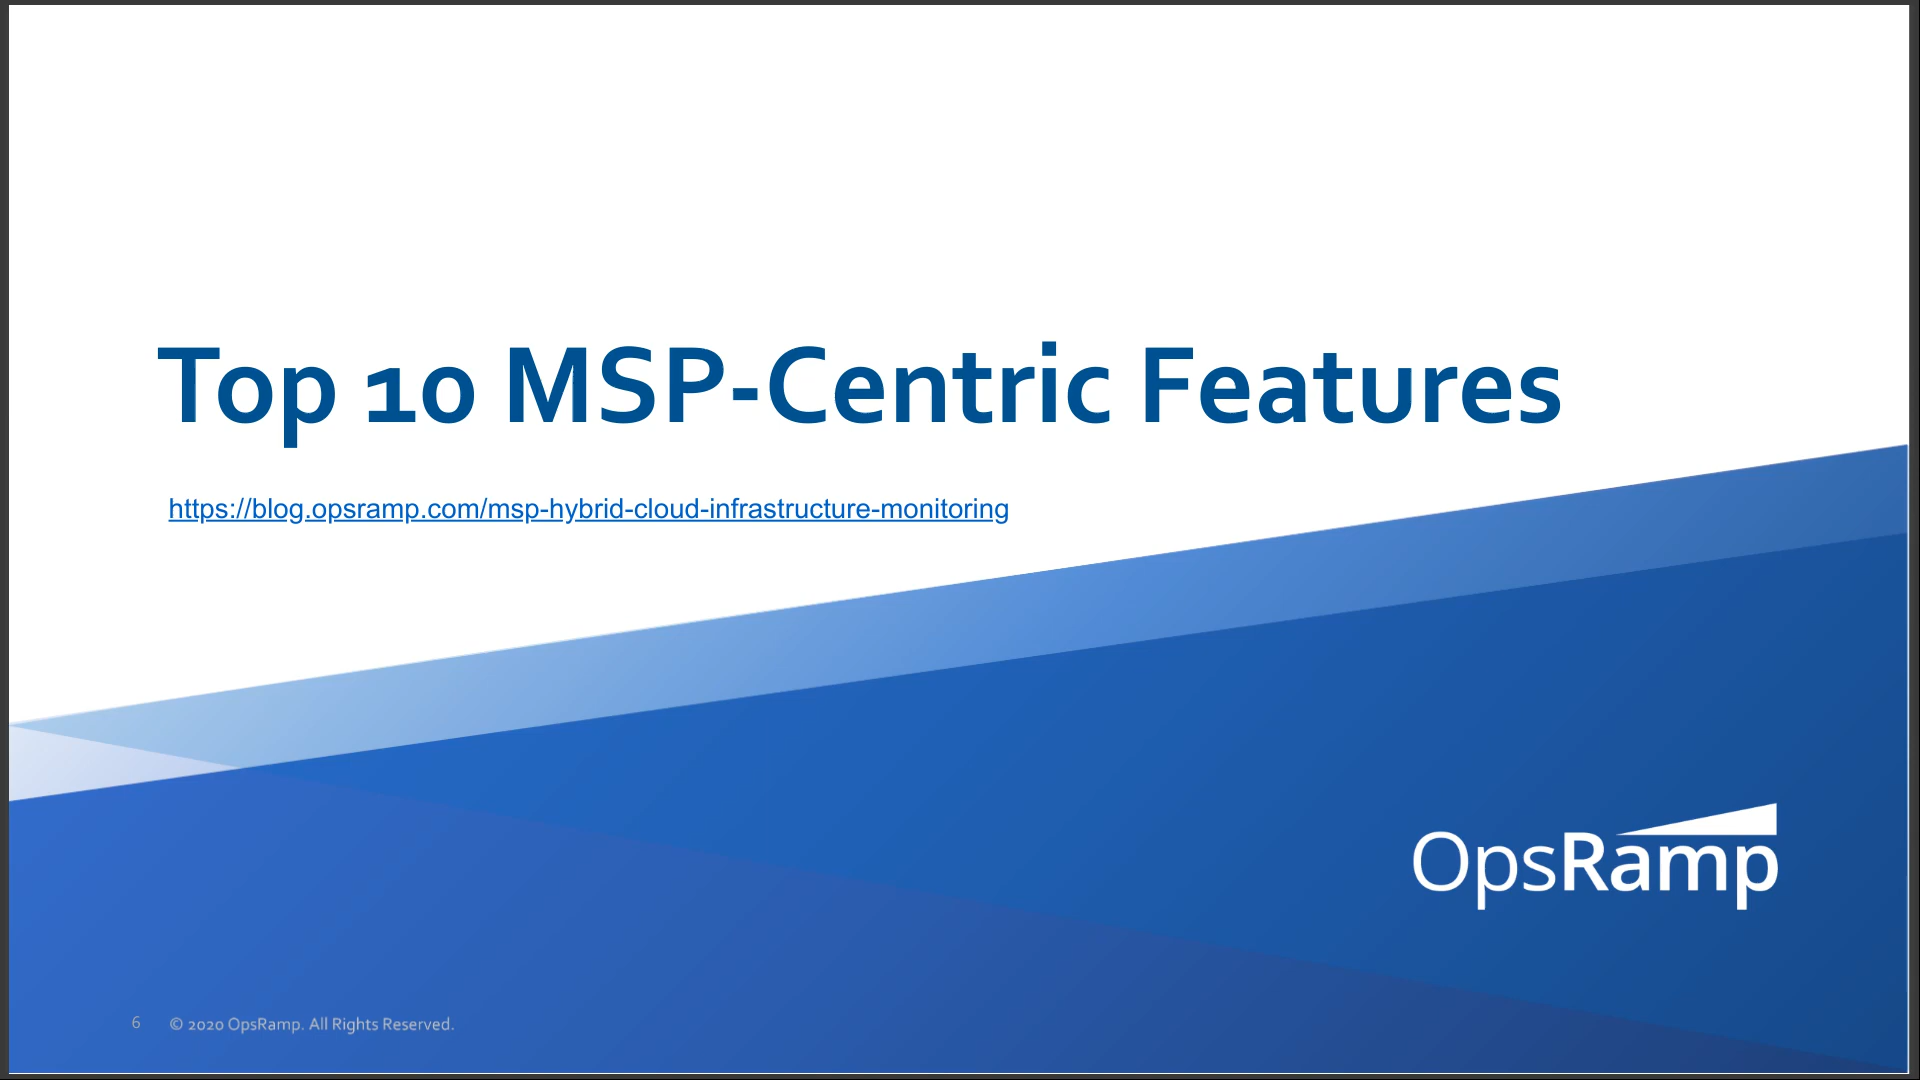 Top 10 MSP-Centric Features
https://blog.opsramp.com/msp-hybrid-cloud-infrastructure-monitoring
OpsRamp
6 © 2020 OpsRamp. All Rights Reserved.